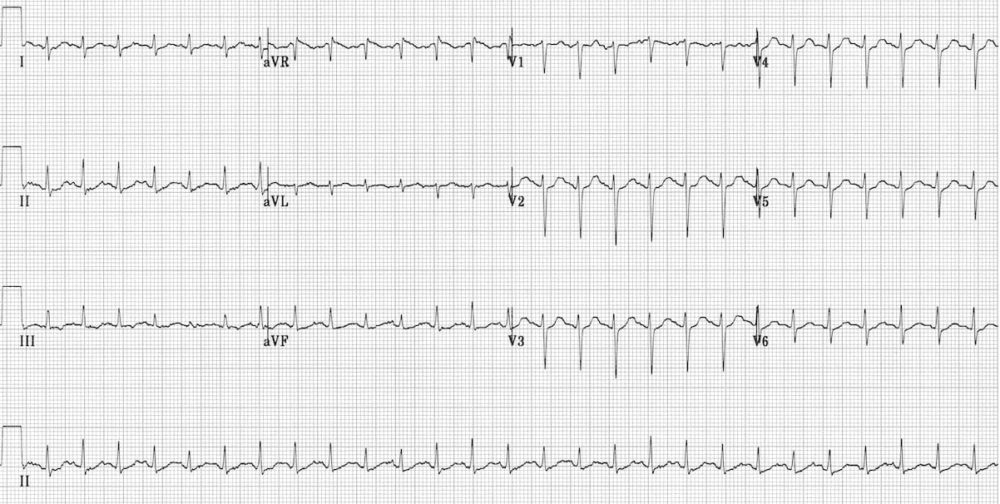 I aVR V1 V4
II aVL V2 V5
III aVF V3 V6
II